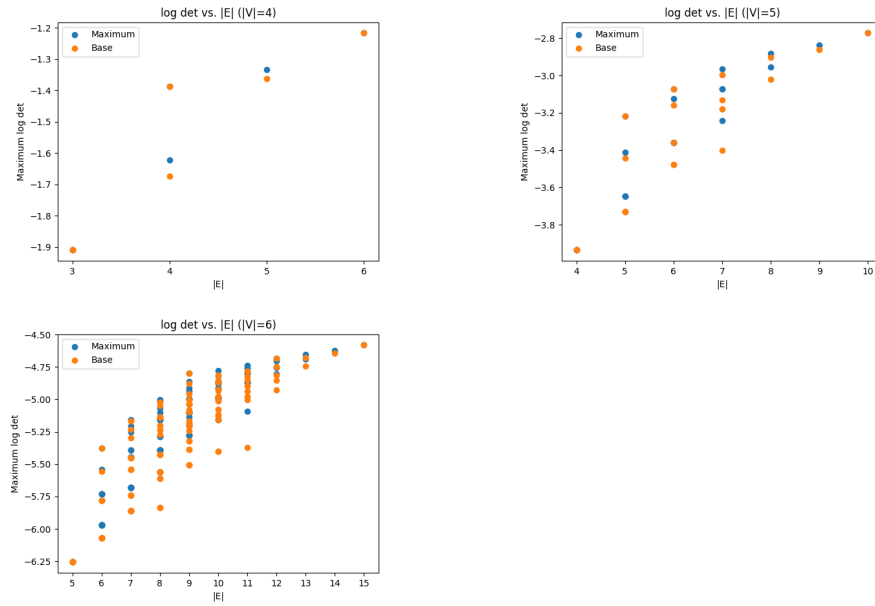 log det vs. |E| (|V|=4)
Maximum
Base
Maximum log det
−1.2
−1.3
−1.4
−1.5
−1.6
−1.7
−1.8
−1.9
3 4 5 6
|E|
log det vs. |E| (|V|=5)
Maximum
Base
Maximum log det
−2.8
−3.0
−3.2
−3.4
−3.6
−3.8
4 5 6 7 8 9 10
|E|
log det vs. |E| (|V|=6)
Maximum
Base
Maximum log det
−4.50
−4.75
−5.00
−5.25
−5.50
−5.75
−6.00
−6.25
5 6 7 8 9 10 11 12 13 14 15
|E|